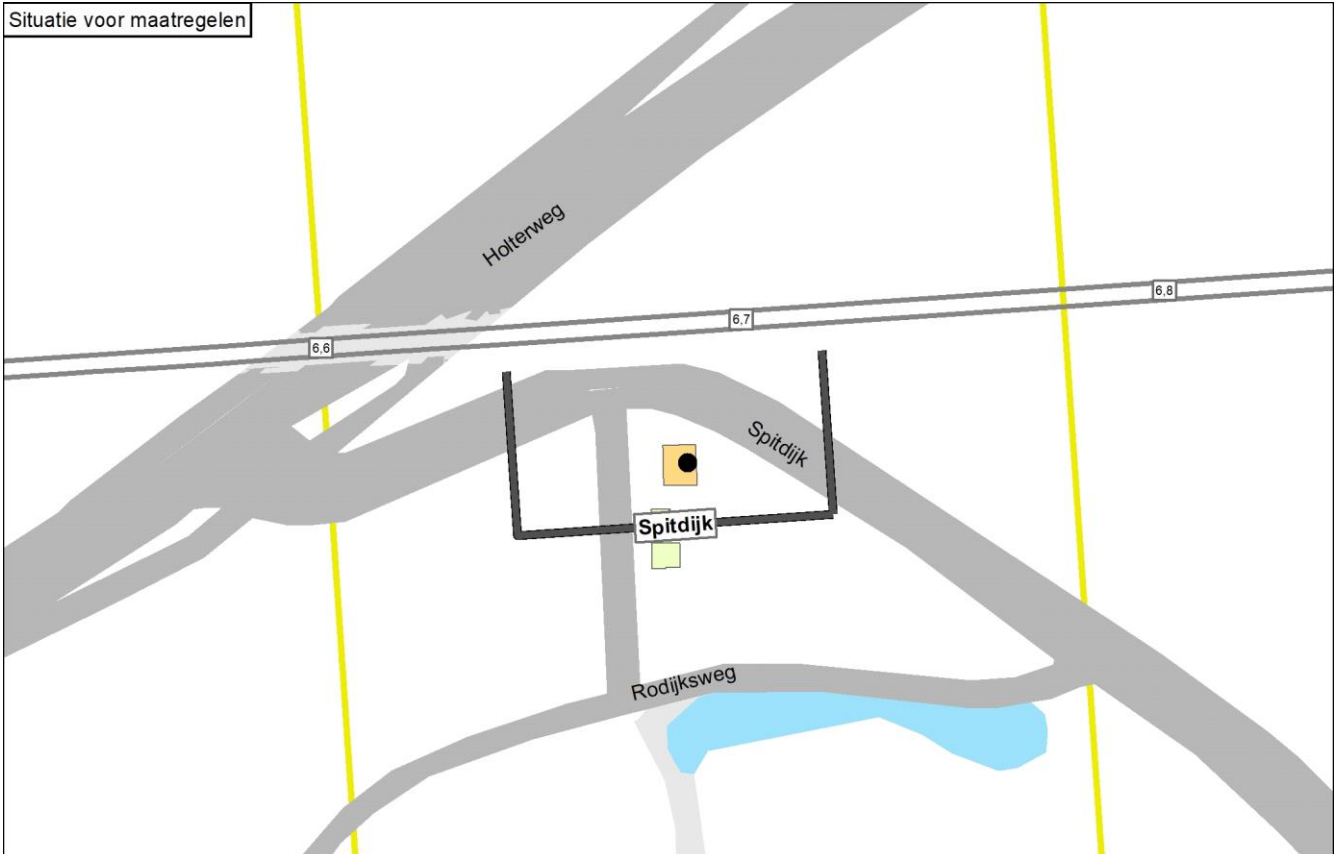 Situatie voor maatregelen
Holterweg
6,8
6,7
6,6
Spitdijk
Spitdijk
Rodijksweg